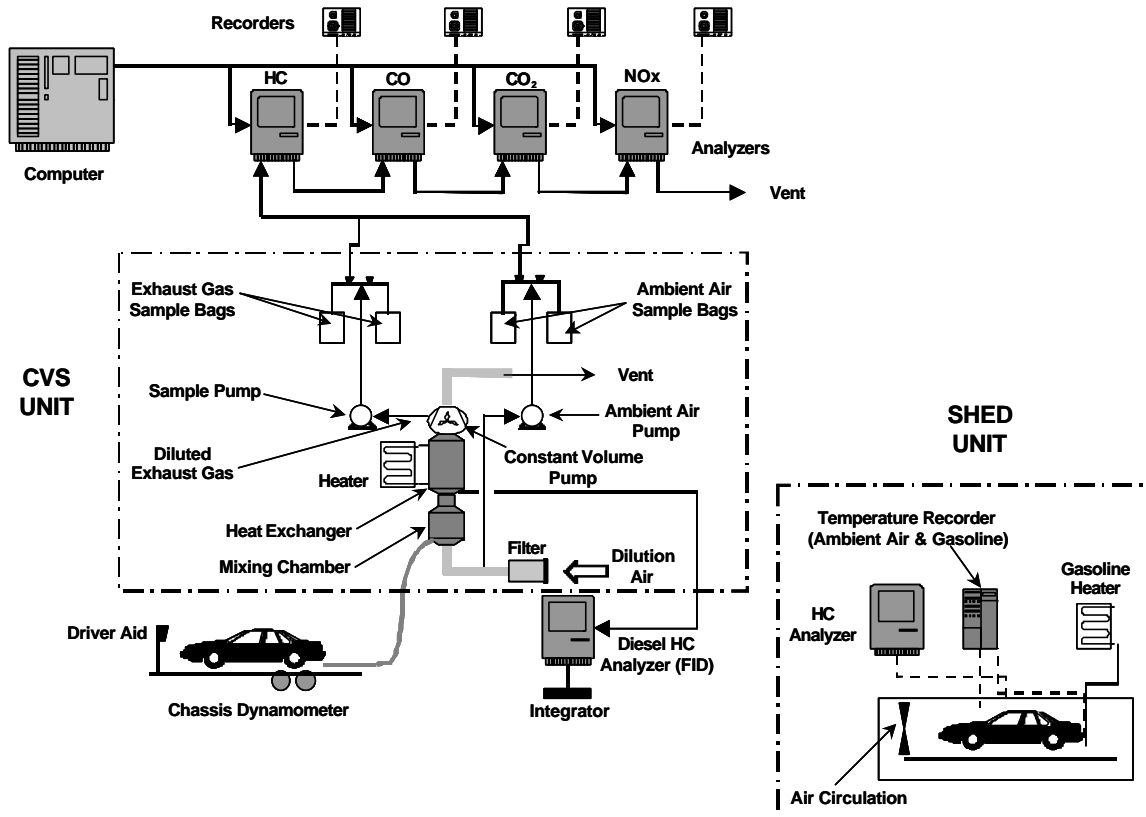 Recorders
HC
CO
CO₂
NOx
Computer
Analyzers
Vent
Exhaust Gas
Sample Bags
Ambient Air
Sample Bags
CVS
UNIT
Sample Pump
Vent
Ambient Air
Pump
Diluted
Exhaust Gas
Heater
Constant Volume
Pump
Heat Exchanger
Mixing Chamber
Filter
Dilution
Air
Driver Aid
Chassis Dynamometer
Diesel HC
Analyzer (FID)
Integrator
SHED
UNIT
Temperature Recorder
(Ambient Air & Gasoline)
HC
Analyzer
Gasoline
Heater
Air Circulation